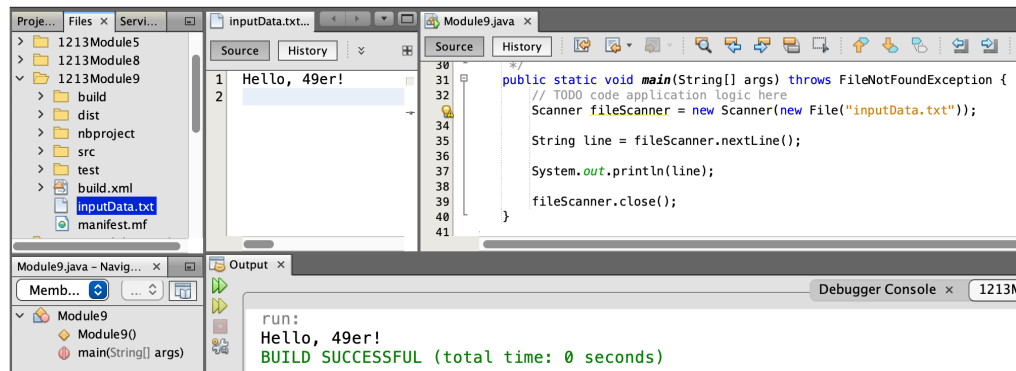 Proje... Files × Servi...
1213Module5
1213Module8
1213Module9
build
dist
nbproject
src
test
build.xml
inputData.txt
manifest.mf
inputData.txt...
Source History
1 Hello, 49er!
2
Module9.java ×
Source History
30 */
31 public static void main(String[] args) throws FileNotFoundException {
32 // TODO code application logic here
Scanner fileScanner = new Scanner(new File("inputData.txt"));
34
35 String line = fileScanner.nextLine();
36
37 System.out.println(line);
38
39 fileScanner.close();
40 }
41
Module9.java – Navig... ×
Memb... ...
Module9
Module9()
main(String[] args)
Output ×
Debugger Console × 1213M
run:
Hello, 49er!
BUILD SUCCESSFUL (total time: 0 seconds)